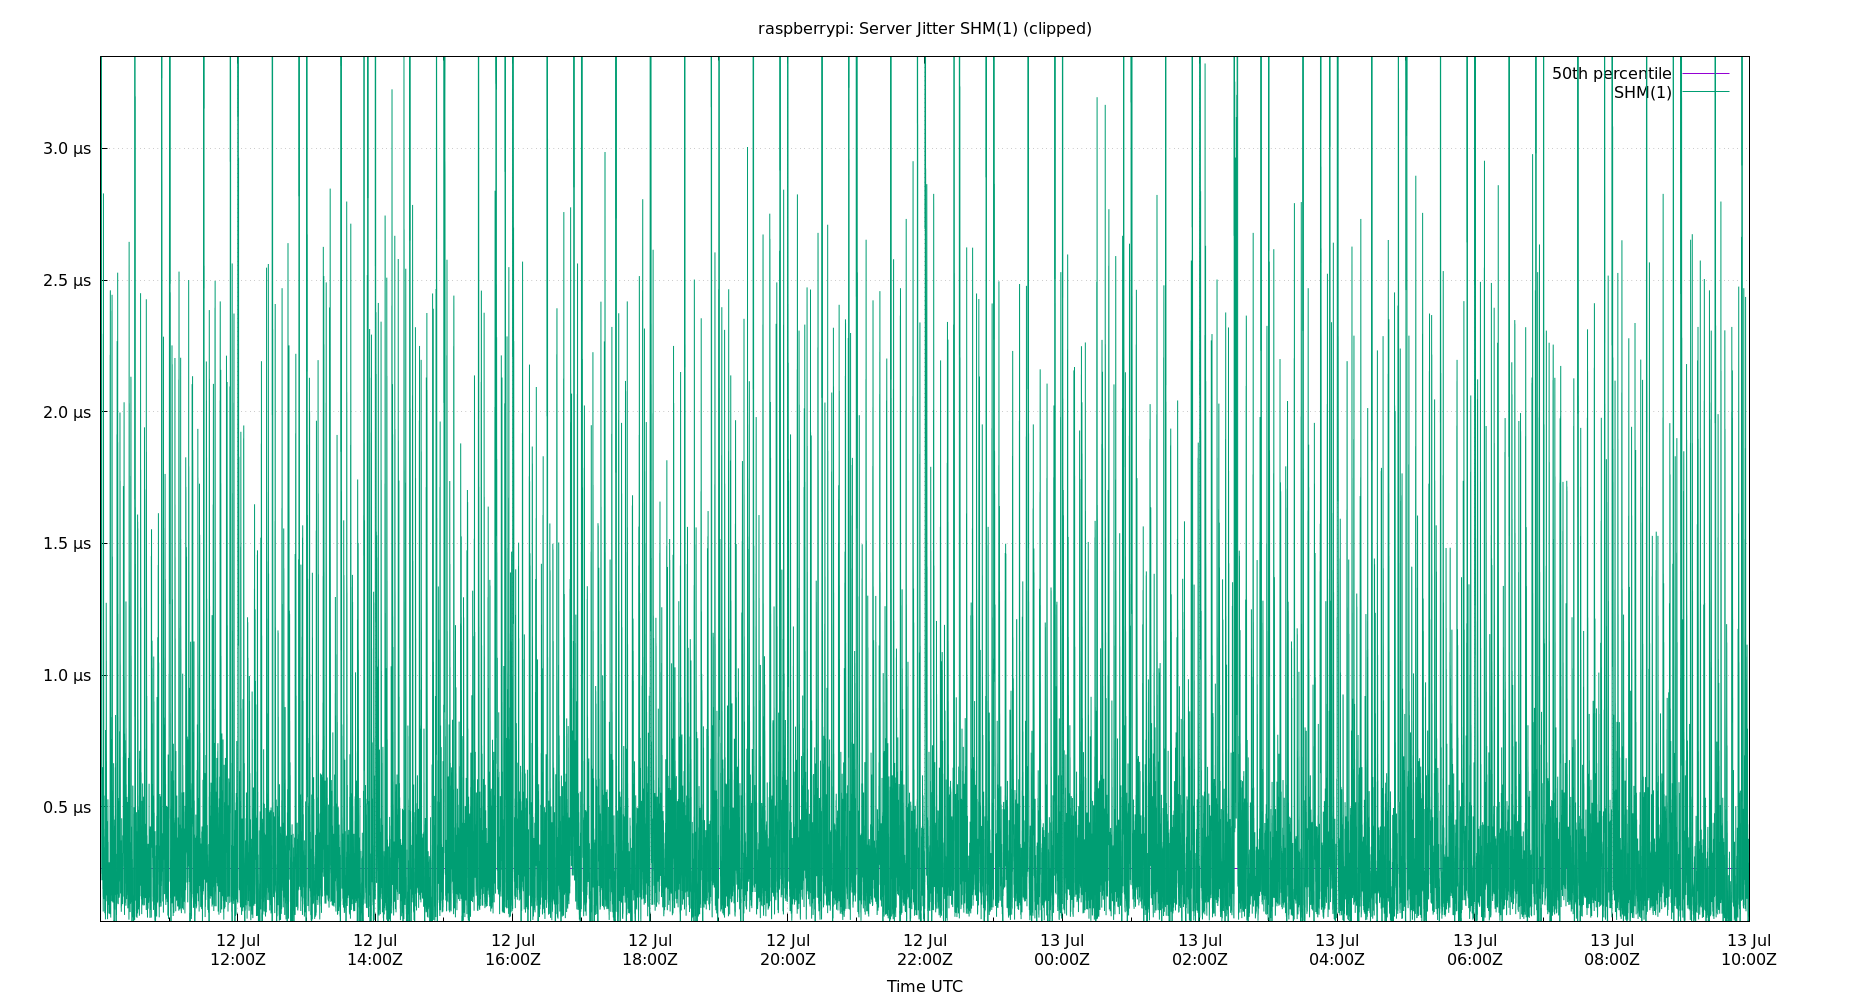 raspberrypi: Server Jitter SHM(1) (clipped)
50th percentile
SHM(1)
3.0 µs
2.5 µs
2.0 µs
1.5 µs
1.0 µs
0.5 µs
12 Jul 12 Jul 12 Jul 12 Jul 12 Jul 12 Jul 13 Jul 13 Jul 13 Jul 13 Jul 13 Jul 13 Jul
12:00Z 14:00Z 16:00Z 18:00Z 20:00Z 22:00Z 00:00Z 02:00Z 04:00Z 06:00Z 08:00Z 10:00Z
Time UTC